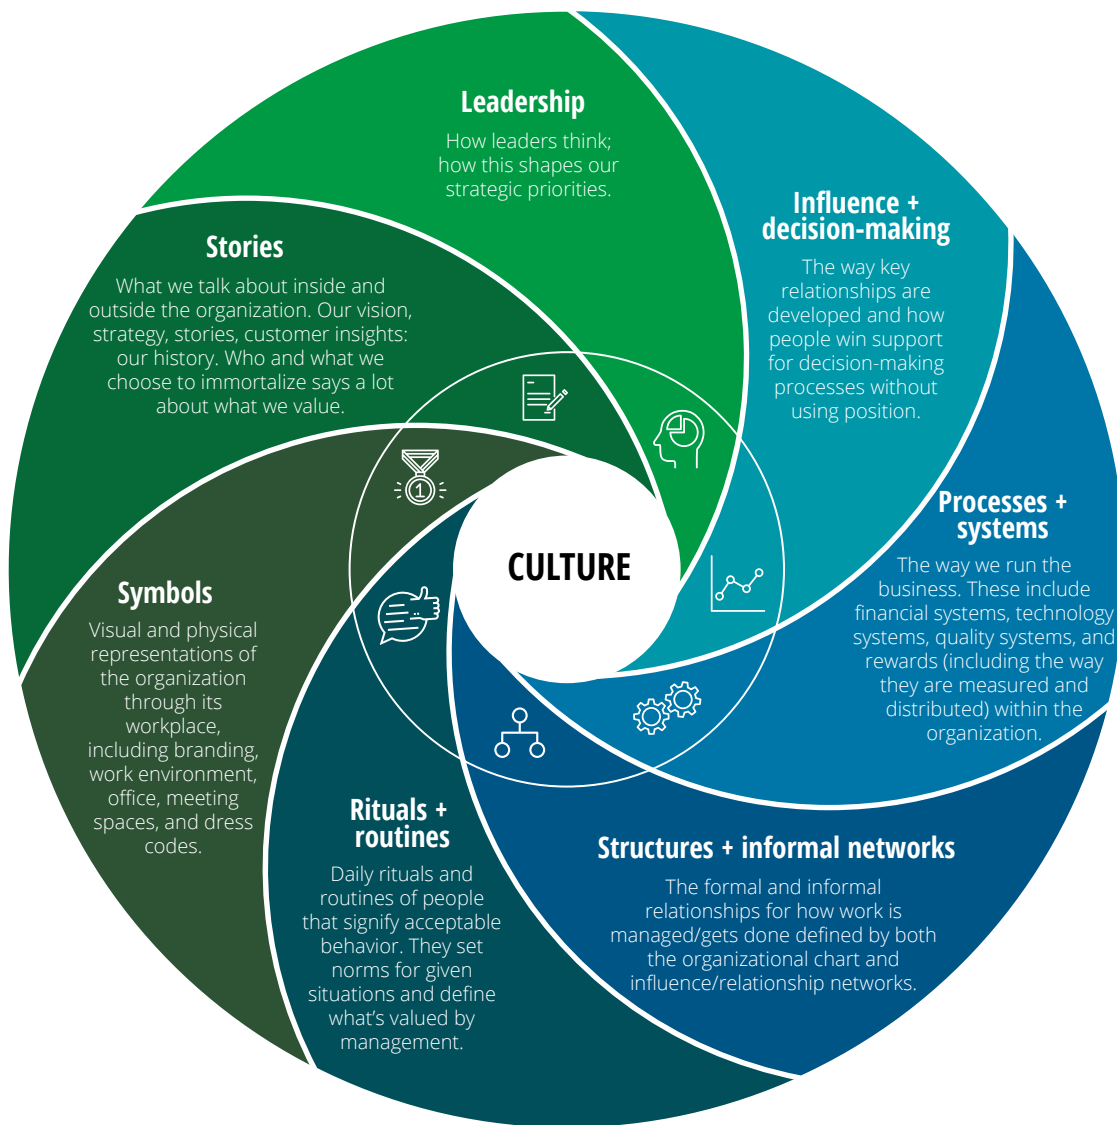 Leadership
How leaders think;
how this shapes our
strategic priorities.
Influence +
decision-making
The way key
relationships are
developed and how
people win support
for decision-making
processes without
using position.
Processes +
systems
The way we run the
business. These include
financial systems, technology
systems, quality systems, and
rewards (including the way
they are measured and
distributed) within the
organization.
Structures + informal networks
The formal and informal
relationships for how work is
managed/gets done defined by both
the organizational chart and
influence/relationship networks.
Rituals +
routines
Daily rituals and
routines of people
that signify acceptable
behavior. They set
norms for given
situations and define
what’s valued by
management.
Symbols
Visual and physical
representations of
the organization
through its
workplace,
including branding,
work environment,
office, meeting
spaces, and dress
codes.
Stories
What we talk about inside and
outside the organization. Our vision,
strategy, stories, customer insights:
our history. Who and what we
choose to immortalize says a lot
about what we value.
1
CULTURE